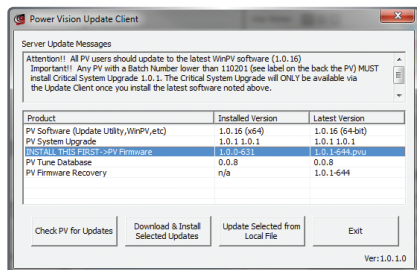 Power Vision Update Client
Server Update Messages
Attention!! All PV users should update to the latest WinPV software (1.0.16)
Important!! Any PV with a Batch Number lower than 110201 (see label on the back the PV) MUST
install Critical System Upgrade 1.0.1. The Critical System Upgrade will ONLY be available via
the Update Client once you install the latest software noted above.
Product Installed Version Latest Version
PV Software (Update Utility,WinPV,etc) 1.0.16 (x64) 1.0.16 (64-bit)
PV System Upgrade 1.0.1 1.0.1 1.0.1 1.0.1
INSTALL THIS FIRST->PV Firmware 1.0.0-631 1.0.1-644.pvu
PV Tune Database 0.0.8 0.0.8
PV Firmware Recovery n/a 1.0.1-644
Check PV for Updates
Download & Install
Selected Updates
Update Selected from
Local File
Exit
Ver:1.0.1.0